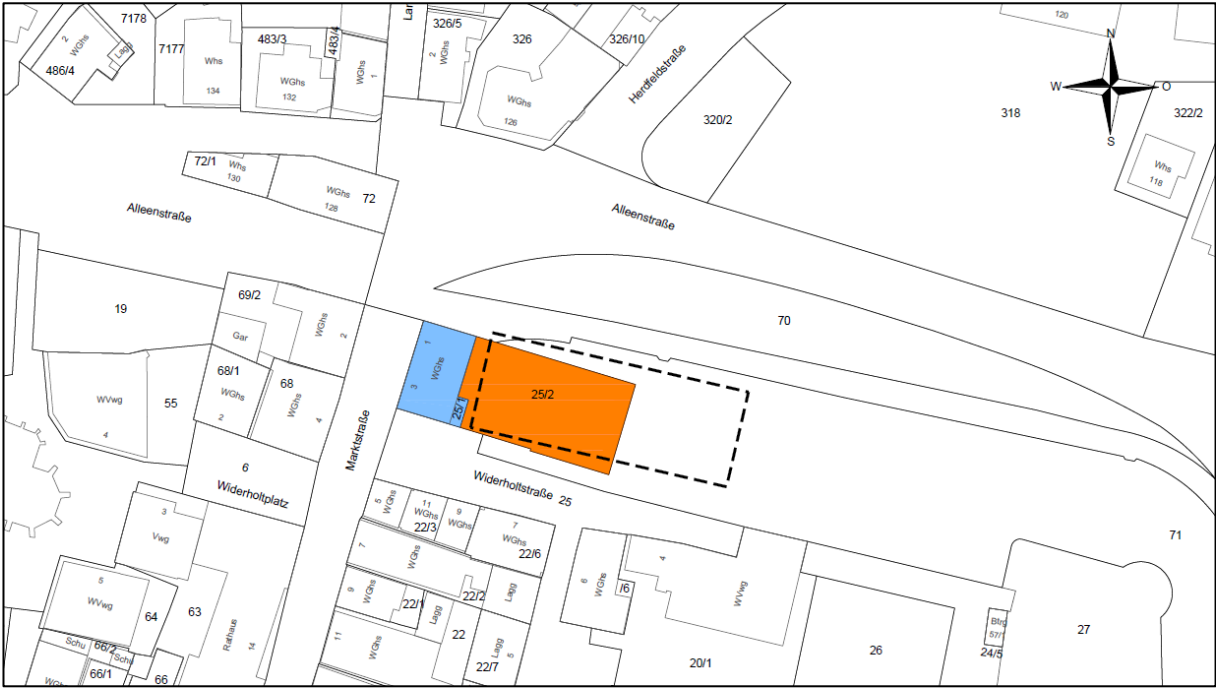 7178
326/5
326
326/10
120
N
W
O
S
2
WGhs
Lagg
486/4
7177
Whs
134
483/3
483/4
WGhs
132
WGhs
1
2
WGhs
WGhs
126
Herdfeldstraße
320/2
318
322/2
Whs
118
72/1
Whs
130
WGhs
128
72
Alleenstraße
Alleenstraße
19
69/2
Gar
WGhs
2
70
1
WGhs
3
25/1
25/2
68/1
WGhs
2
68
WGhs
4
WVwg
4
55
Marktstraße
6
Widerholtplatz
Widerholtstraße 25
5
WGhs
11
WGhs
22/3
9
WGhs
7
WGhs
22/6
71
3
Vwg
7
WGhs
22/2
Lagg
5
WVwg
64
63
Rathaus
14
9
WGhs
22/1
Lagg
22
6
WGhs
/6
4
WVwg
Schu
66/2
Schu
66/1
66
11
WGhs
Lagg
5
22/7
20/1
26
24/5
27